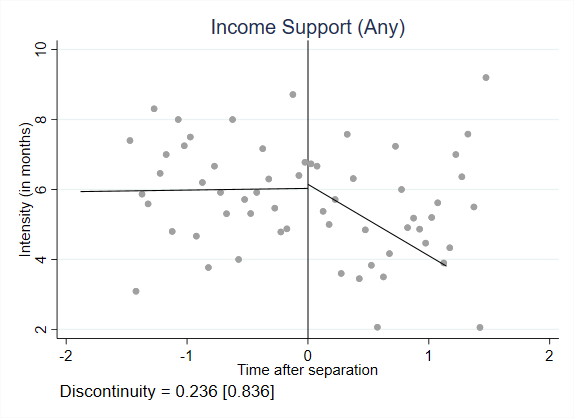 Income Support (Any)
Intensity (in months)
10
8
6
4
2
-2 -1 0 1 2
Time after separation
Discontinuity = 0.236 [0.836]